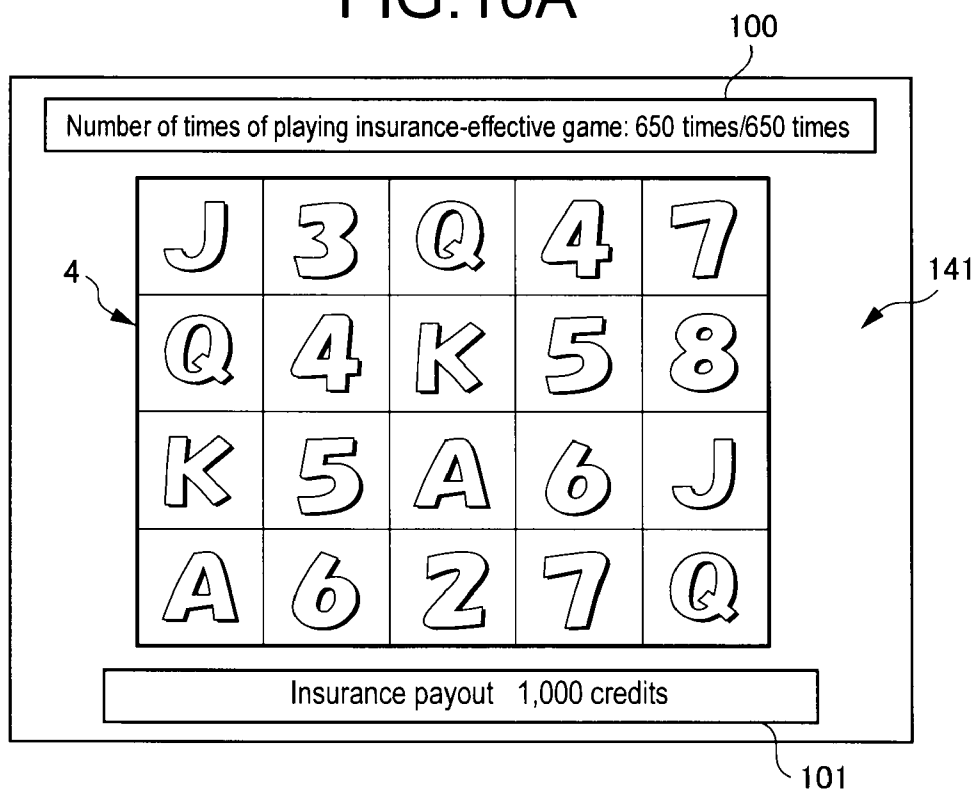 FIG.10A
100
Number of times of playing insurance-effective game: 650 times/650 times
J 3 Q 4 7
4
141
Q 4 K 5 8
K 5 A 6 J
A 6 2 7 Q
Insurance payout 1,000 credits
101